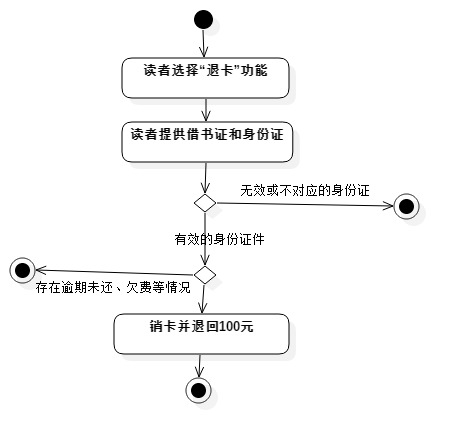 读者选择“退卡”功能
读者提供借书证和身份证
无效或不对应的身份证
有效的身份证件
存在逾期未还、欠费等情况
销卡并退回100元